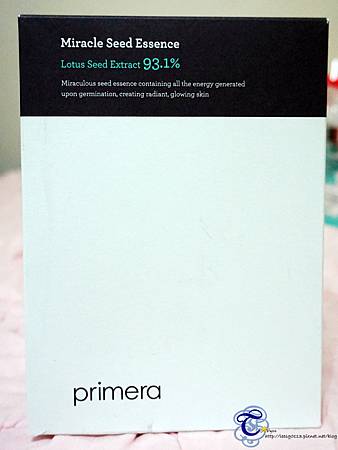 Miracle Seed Essence
Lotus Seed Extract 93.1%
Miraculous seed essence containing all the energy generated
upon germination, creating radiant, glowing skin
primera